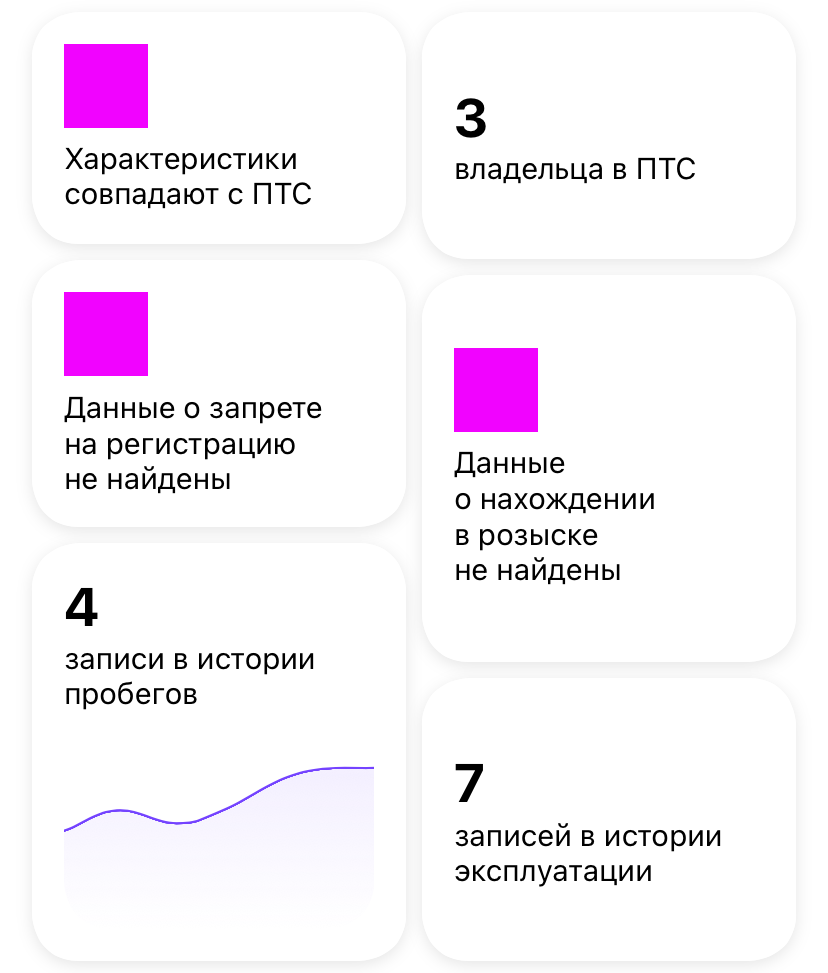 Характеристики
совпадают с ПТС
3
владельца в ПТС
Данные о запрете
на регистрацию
не найдены
Данные
о нахождении
в розыске
не найдены
4
записи в истории
пробегов
7
записей в истории
эксплуатации